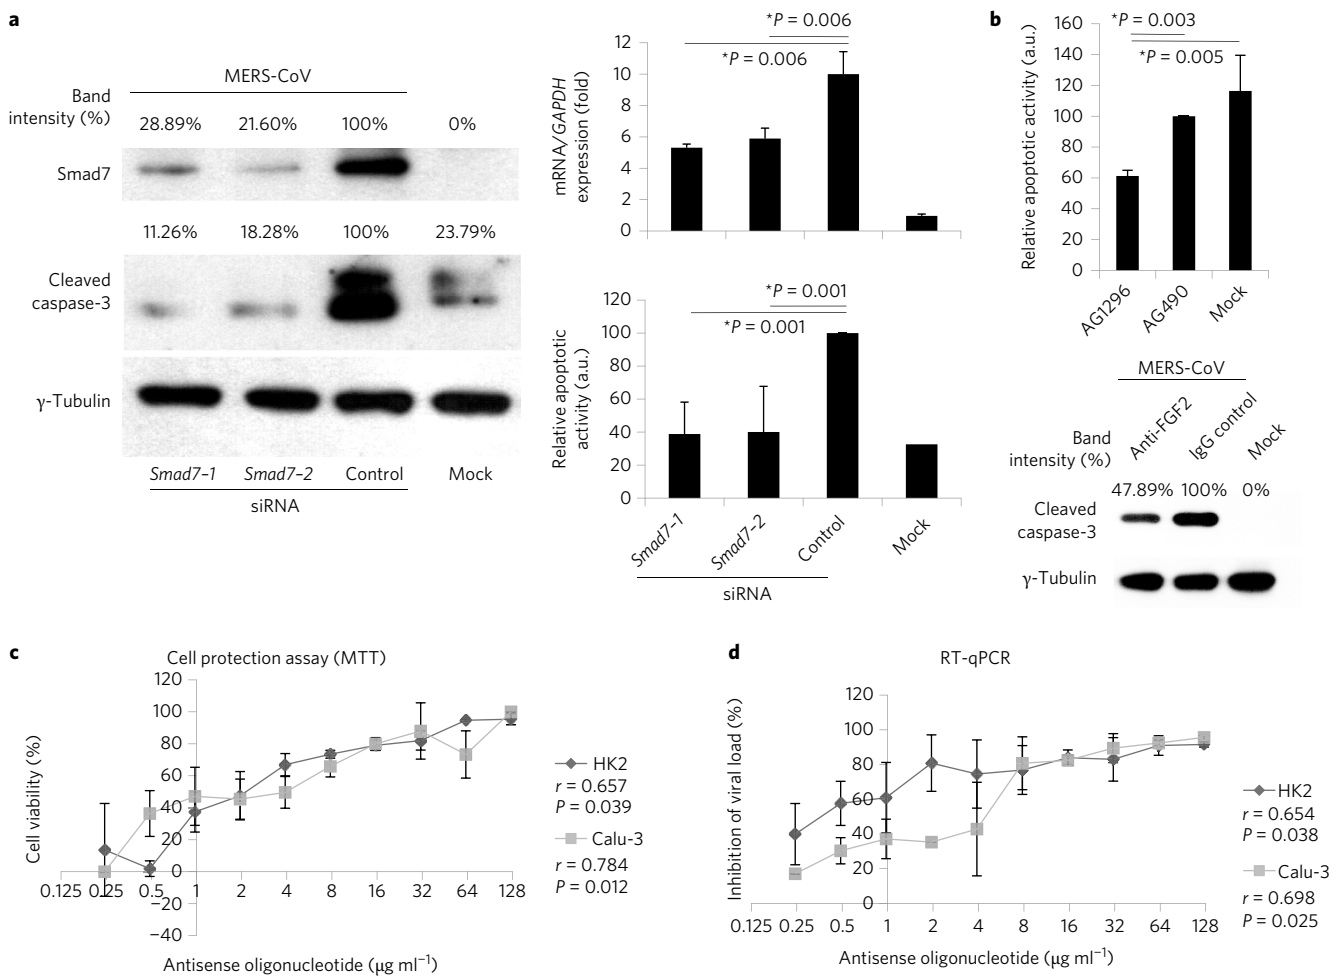 a
MERS-CoV
Band
intensity (%)
28.89% 21.60% 100% 0%
Smad7
11.26% 18.28% 100% 23.79%
Cleaved
caspase-3
γ-Tubulin
Smad7-1 Smad7-2 Control Mock
siRNA
*P = 0.006
*P = 0.006
mRNA/GAPDH
expression (fold)
12
10
8
6
4
2
0
*P = 0.001
*P = 0.001
Relative apoptotic
activity (a.u.)
120
100
80
60
40
20
0
Smad7-1 Smad7-2 Control Mock
siRNA
b
*P = 0.003
*P = 0.005
Relative apoptotic activity (a.u.)
160
140
120
100
80
60
40
20
0
AG1296 AG490 Mock
MERS-CoV
Band
intensity (%)
Anti-FGF2 IgG control Mock
47.89% 100% 0%
Cleaved
caspase-3
γ-Tubulin
c
Cell protection assay (MTT)
Cell viability (%)
120
100
80
60
40
20
0
−20
−40
0.125 0.25 0.5 1 2 4 8 16 32 64 128
Antisense oligonucleotide (µg ml⁻¹)
HK2
r = 0.657
P = 0.039
Calu-3
r = 0.784
P = 0.012
d
RT-qPCR
Inhibition of viral load (%)
120
100
80
60
40
20
0
0.125 0.25 0.5 1 2 4 8 16 32 64 128
Antisense oligonucleotide (µg ml⁻¹)
HK2
r = 0.654
P = 0.038
Calu-3
r = 0.698
P = 0.025